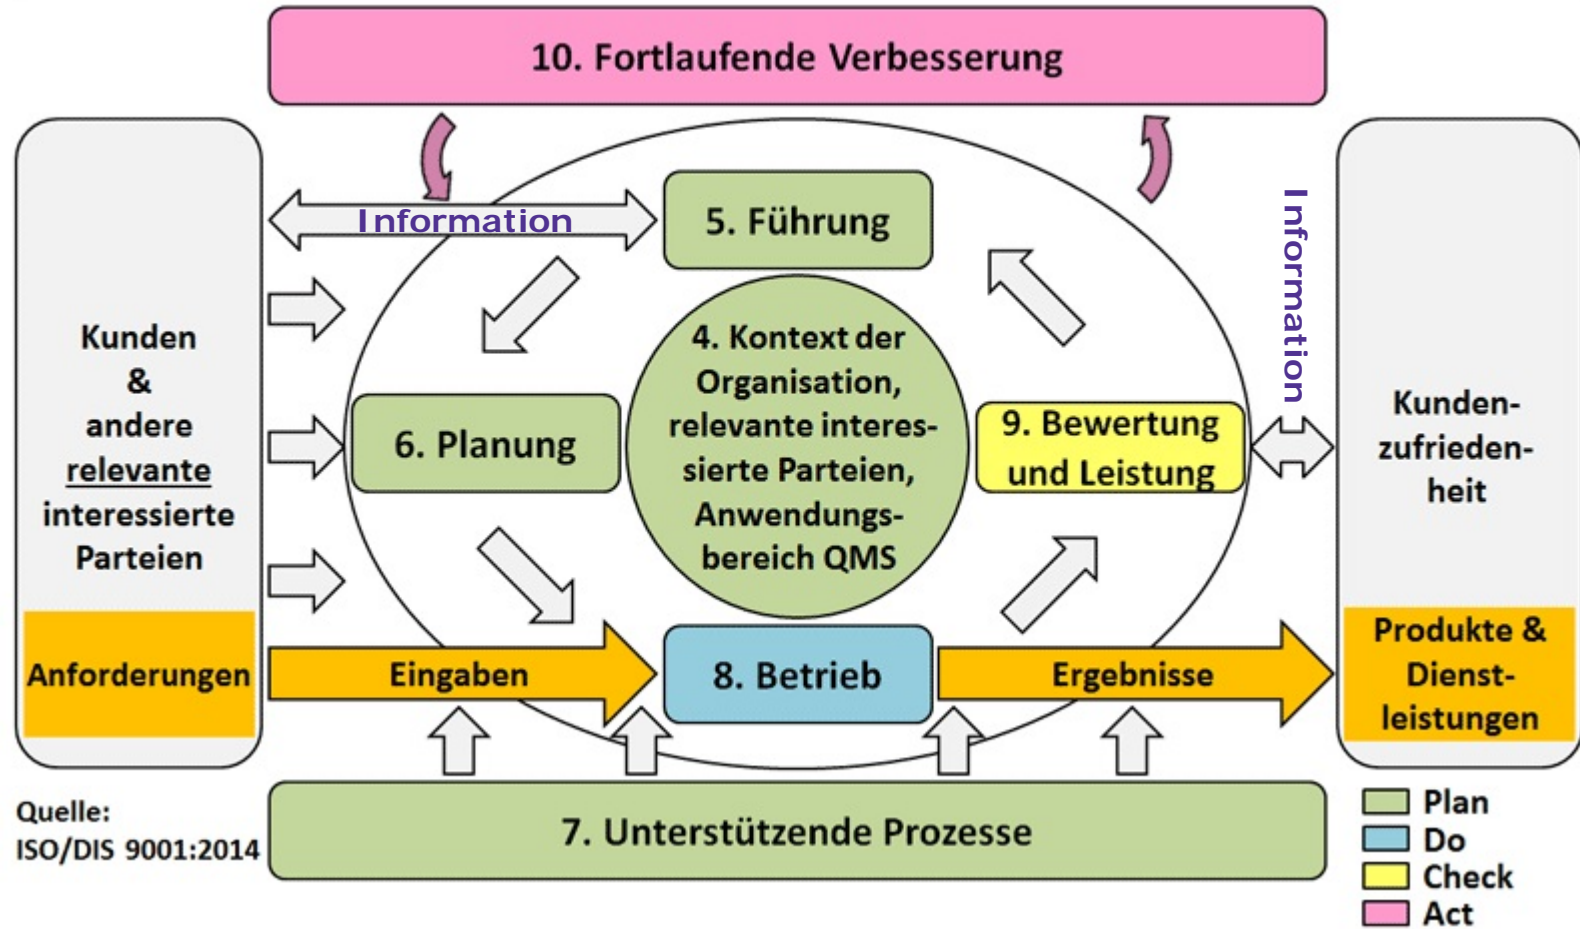 10. Fortlaufende Verbesserung
Information
5. Führung
Information
Kunden
&
andere
relevante
interessierte
Parteien
Anforderungen
4. Kontext der
Organisation,
relevante interes-
sierte Parteien,
Anwendungs-
bereich QMS
6. Planung
9. Bewertung
und Leistung
Kunden-
zufrieden-
heit
Eingaben
8. Betrieb
Ergebnisse
Produkte &
Dienst-
leistungen
7. Unterstützende Prozesse
Quelle:
ISO/DIS 9001:2014
Plan
Do
Check
Act